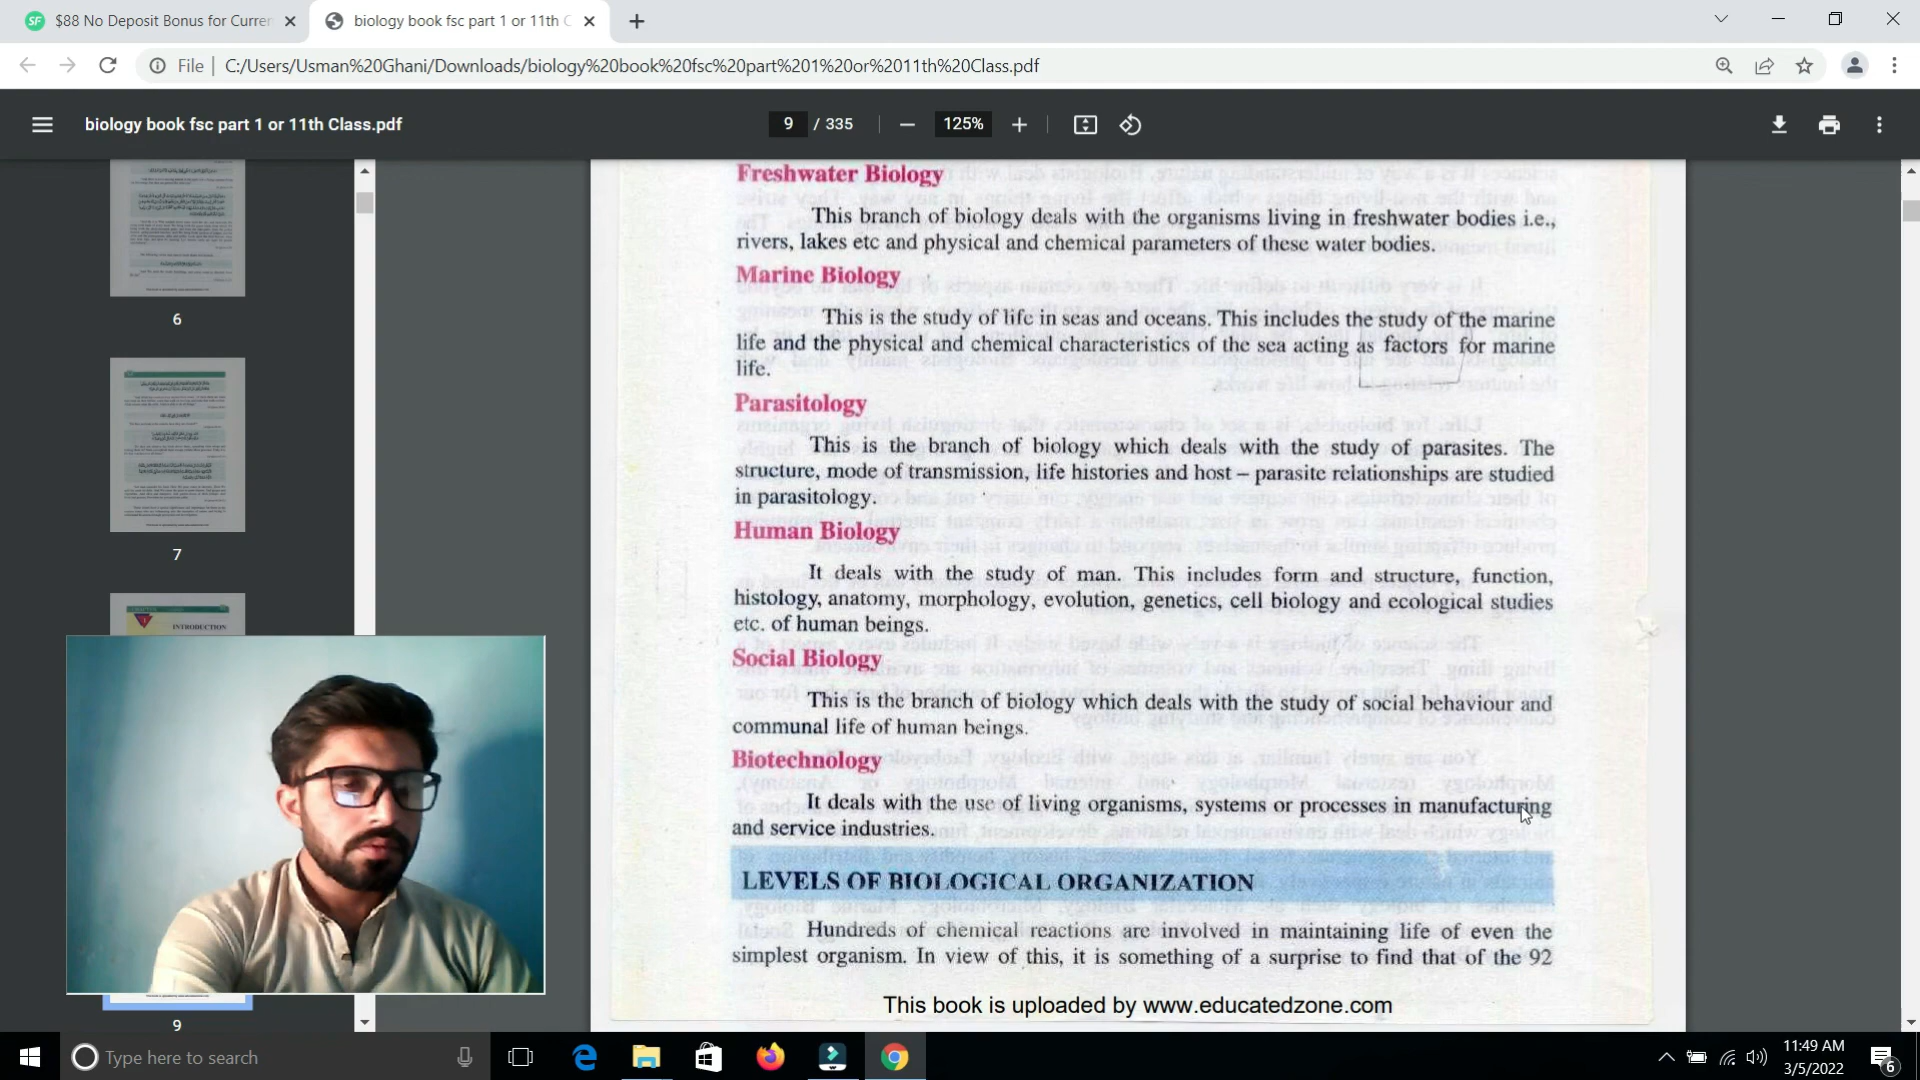 $88 No Deposit Bonus for Curren
biology book fsc part 1 or 11th C
File
C:/Users/Usman%20Ghani/Downloads/biology%20book%20fsc%20part%201%20or%2011th%20Class.pdf
biology book fsc part 1 or 11th Class.pdf
9 / 335
125%
6
7
INTRODUCTION
9
Freshwater Biology
This branch of biology deals with the organisms living in freshwater bodies i.e.,
rivers, lakes etc and physical and chemical parameters of these water bodies.
Marine Biology
This is the study of life in seas and oceans. This includes the study of the marine
life and the physical and chemical characteristics of the sea acting as factors for marine
life.
Parasitology
This is the branch of biology which deals with the study of parasites. The
structure, mode of transmission, life histories and host – parasite relationships are studied
in parasitology.
Human Biology
It deals with the study of man. This includes form and structure, function,
histology, anatomy, morphology, evolution, genetics, cell biology and ecological studies
etc. of human beings.
Social Biology
This is the branch of biology which deals with the study of social behaviour and
communal life of human beings.
Biotechnology
It deals with the use of living organisms, systems or processes in manufacturing
and service industries.
LEVELS OF BIOLOGICAL ORGANIZATION
Hundreds of chemical reactions are involved in maintaining life of even the
simplest organism. In view of this, it is something of a surprise to find that of the 92
This book is uploaded by www.educatedzone.com
Type here to search
11:49 AM
3/5/2022
6